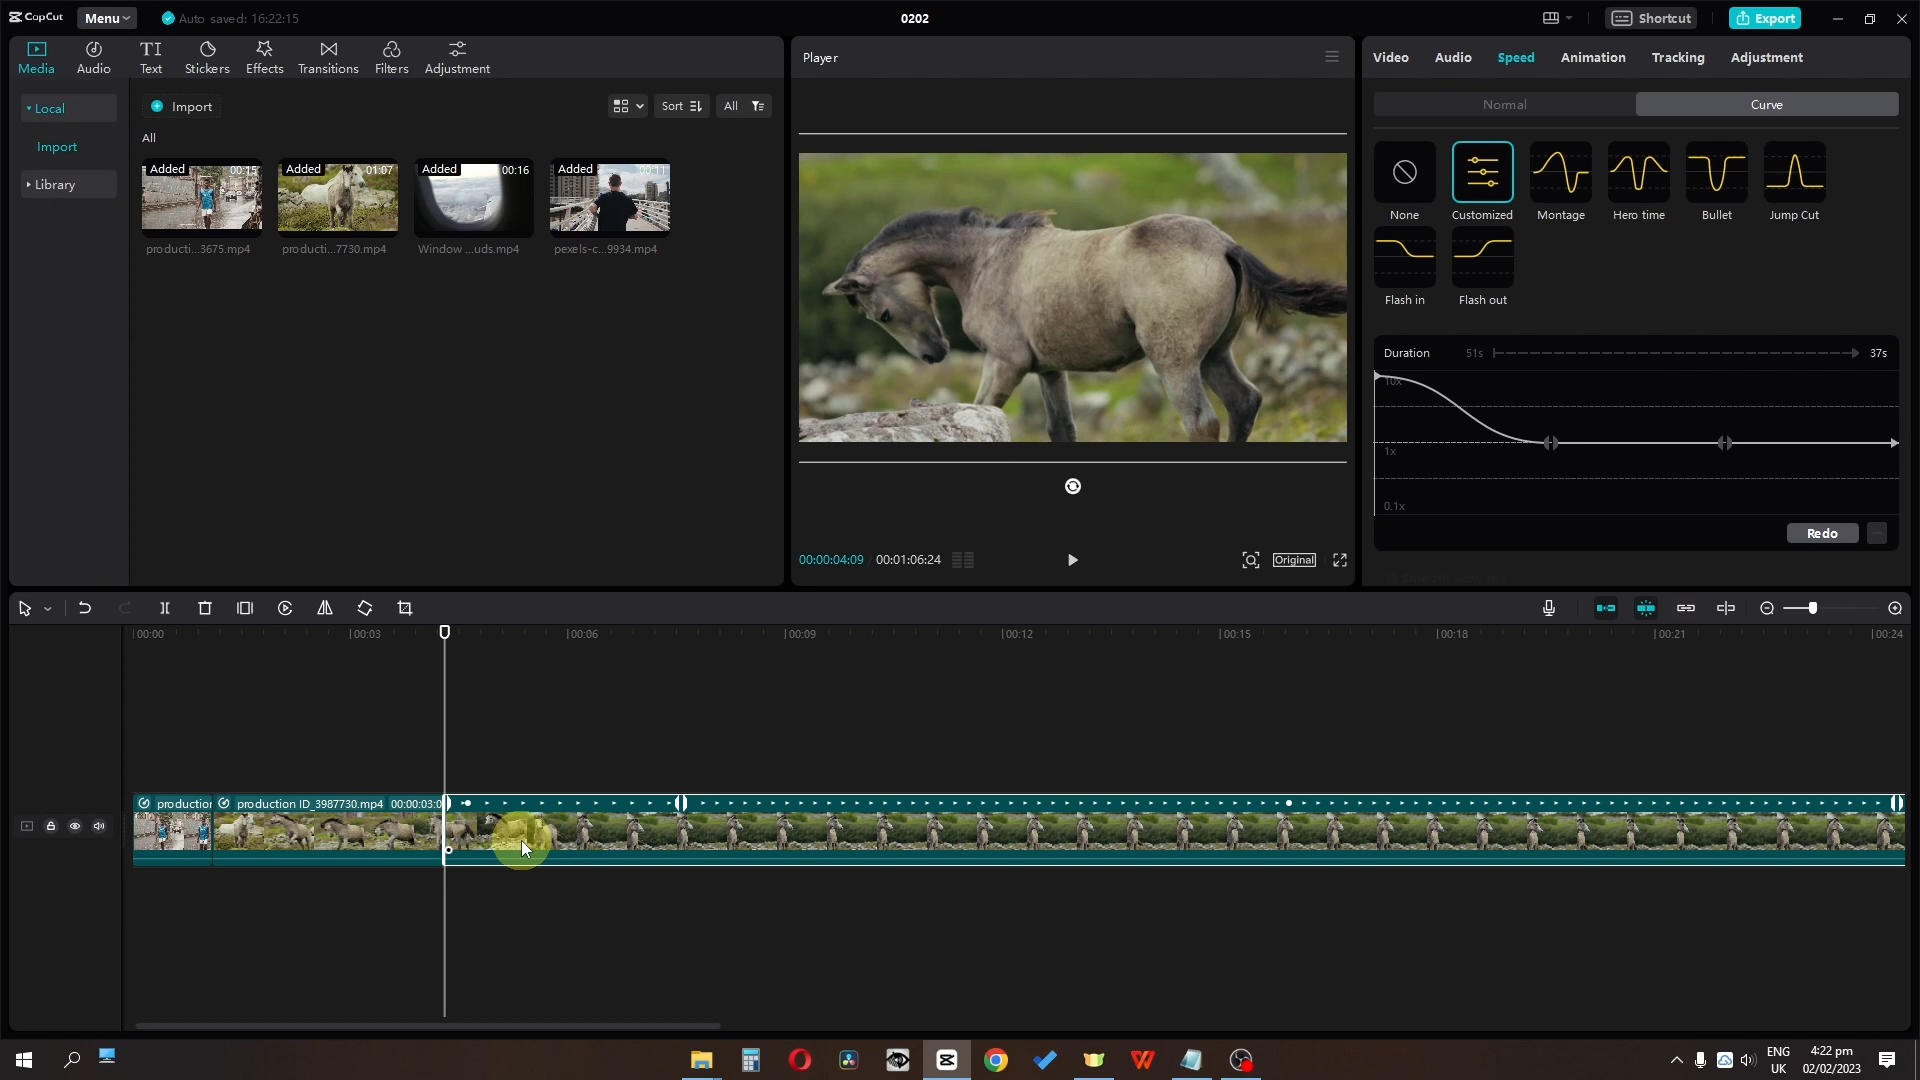 CapCut Menu Auto saved: 16:22:15 0202 Shortcut Export
Media Audio Text Stickers Effects Transitions Filters Adjustment
Player
Video Audio Speed Animation Tracking Adjustment
Local
Import
Library
Import Sort All
All
Added 00:15 Added 01:07 Added 00:16 Added 00:11
producti...3675.mp4 producti...7730.mp4 Window ...uds.mp4 pexels-c...9934.mp4
00:00:04:09 00:01:06:24 Original
Normal Curve
None Customized Montage Hero time Bullet Jump Cut
Flash in Flash out
Duration 51s 37s
10x
1x
0.1x
Redo
00:00 00:03 00:06 00:09 00:12 00:15 00:18 00:21 00:24
production production ID_3987730.mp4 00:00:03:0
ENG
UK
4:22 pm
02/02/2023